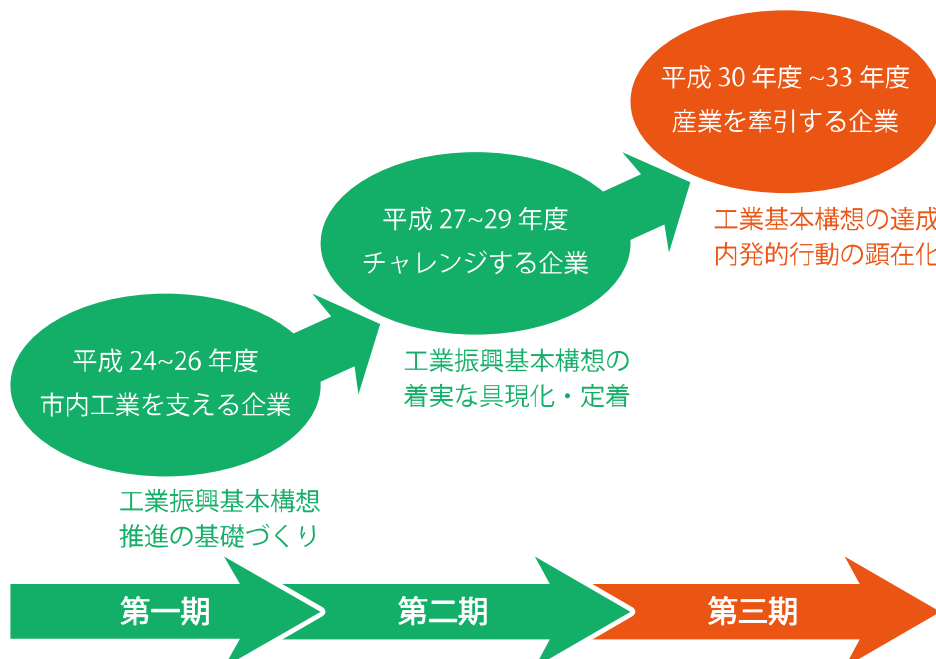 平成 30 年度 ~33 年度
産業を牽引する企業
工業基本構想の達成
内発的行動の顕在化
平成 27~29 年度
チャレンジする企業
工業振興基本構想の
着実な具現化・定着
平成 24~26 年度
市内工業を支える企業
工業振興基本構想
推進の基礎づくり
第一期
第二期
第三期